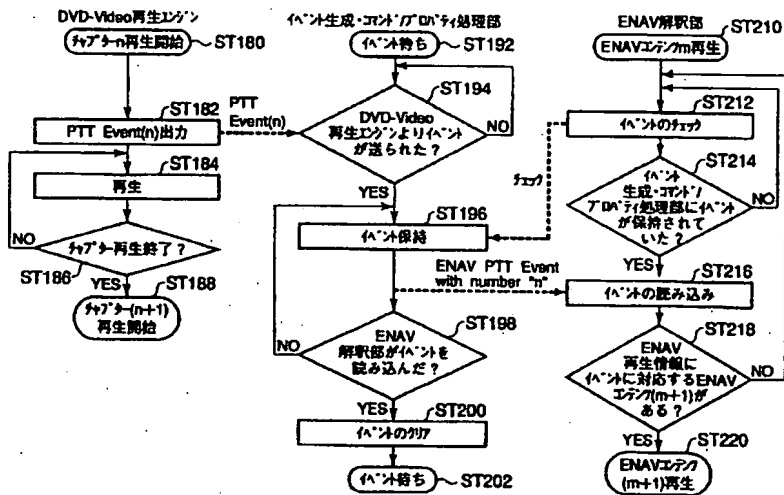 DVD-Video再生エンジン
チャプターn再生開始
ST180
ST182
PTT Event(n)出力
PTT
Event(n)
ST184
再生
NO
チャプター再生終了？
ST186
YES
ST188
チャプター(n+1)
再生開始
イベント生成・コマンド/プロパティ処理部
イベント待ち
ST192
ST194
DVD-Video
再生エンジンよりイベント
が送られた？
NO
YES
ST196
イベント保持
ENAV PTT Event
with number "n"
ST198
ENAV
解釈部がイベントを
読み込んだ？
NO
YES
ST200
イベントのクリア
イベント待ち
ST202
ENAV解釈部
ST210
ENAVコンテンツm再生
ST212
イベントのチェック
チェック
ST214
イベント
生成・コマンド/
プロパティ処理部にイベント
が保持されて
いた？
NO
YES
ST216
イベントの読み込み
ST218
ENAV
再生情報に
イベントに対応するENAV
コンテンツ(m+1)が
ある？
NO
YES
ST220
ENAVコンテンツ
(m+1)再生